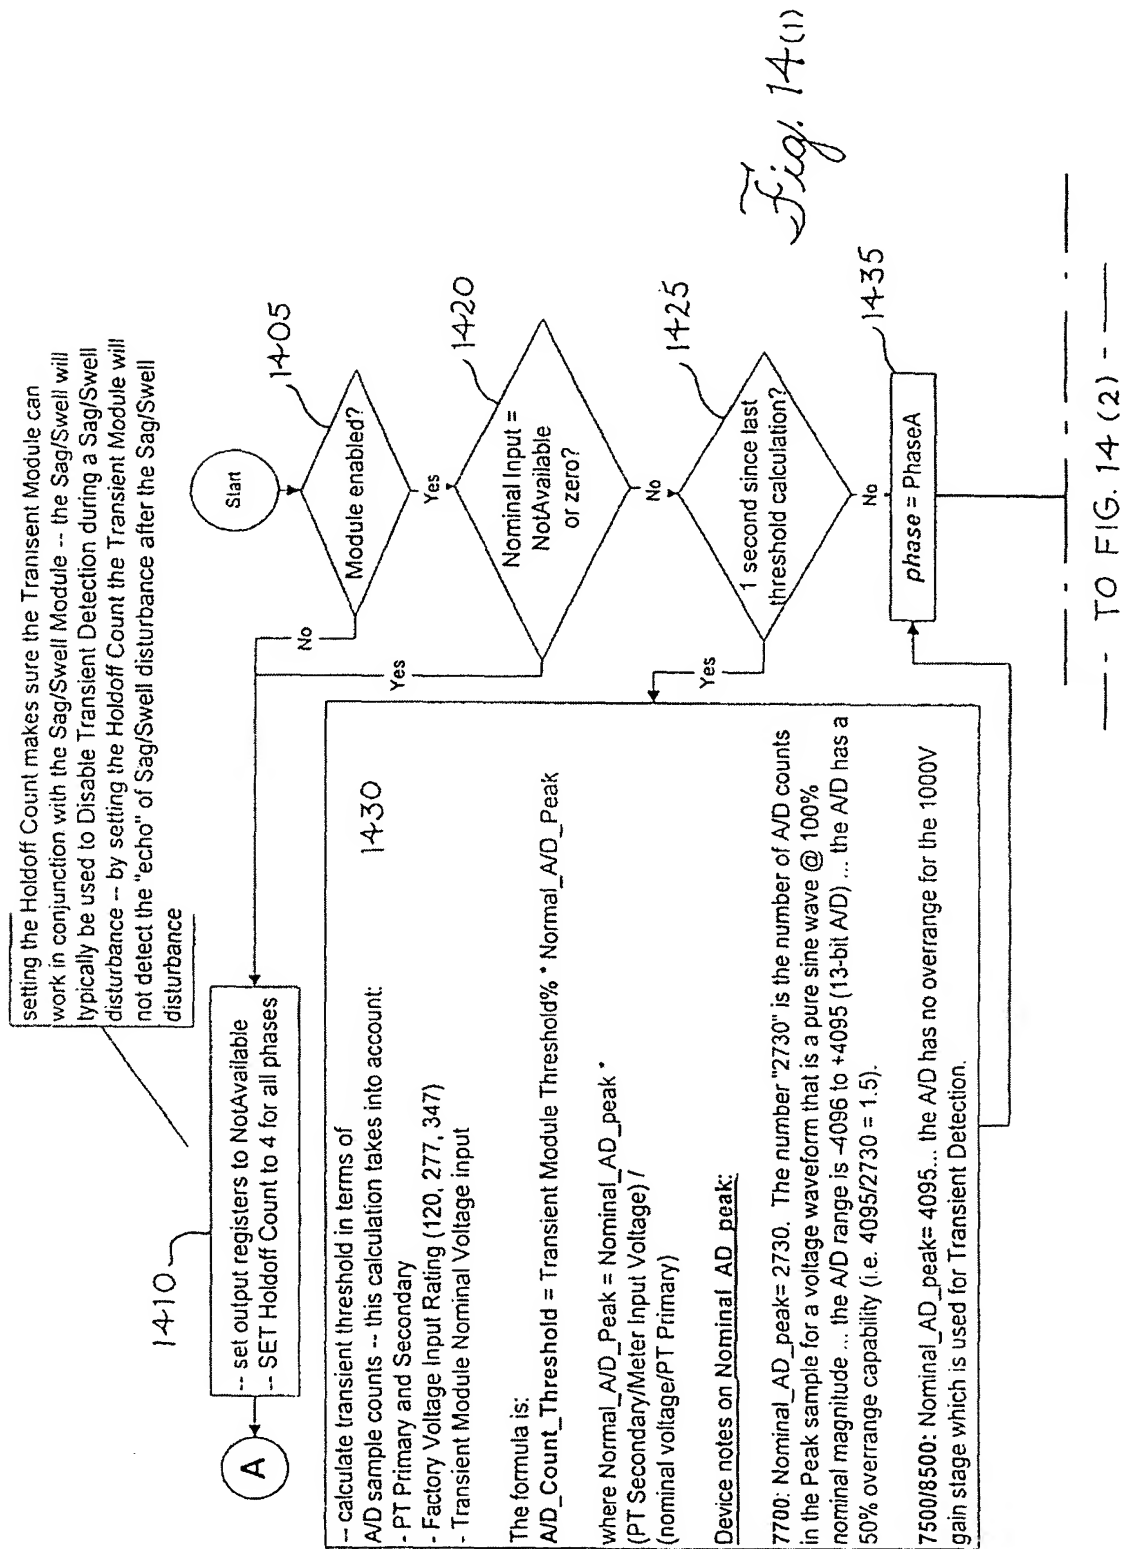 setting the Holdoff Count makes sure the Tranisent Module can
work in conjunction with the Sag/Swell Module -- the Sag/Swell will
typically be used to Disable Transient Detection during a Sag/Swell
disturbance -- by setting the Holdoff Count the Transient Module will
not detect the "echo" of Sag/Swell disturbance after the Sag/Swell
disturbance
Start
1405
Module enabled?
No
Yes
1410
-- set output registers to NotAvailable
-- SET Holdoff Count to 4 for all phases
A
1420
Nominal Input =
NotAvailable
or zero?
Yes
No
1425
1 second since last
threshold calculation?
Yes
No
1430
-- calculate transient threshold in terms of
A/D sample counts -- this calculation takes into account:
- PT Primary and Secondary
- Factory Voltage Input Rating (120, 277, 347)
- Transient Module Nominal Voltage input
The formula is:
A/D_Count_Threshold = Transient Module Threshold% * Normal_A/D_Peak
where Normal_A/D_Peak = Nominal_AD_peak *
(PT Secondary/Meter Input Voltage) /
(nominal voltage/PT Primary)
Device notes on Nominal_AD_peak:
7700: Nominal_AD_peak= 2730. The number "2730" is the number of A/D counts
in the Peak sample for a voltage waveform that is a pure sine wave @ 100%
nominal magnitude ... the A/D range is -4096 to +4095 (13-bit A/D) ... the A/D has a
50% overrange capability (i.e. 4095/2730 = 1.5).
7500/8500: Nominal_AD_peak= 4095... the A/D has no overrange for the 1000V
gain stage which is used for Transient Detection.
1435
phase = PhaseA
Fig. 14(1)
TO FIG. 14 (2)